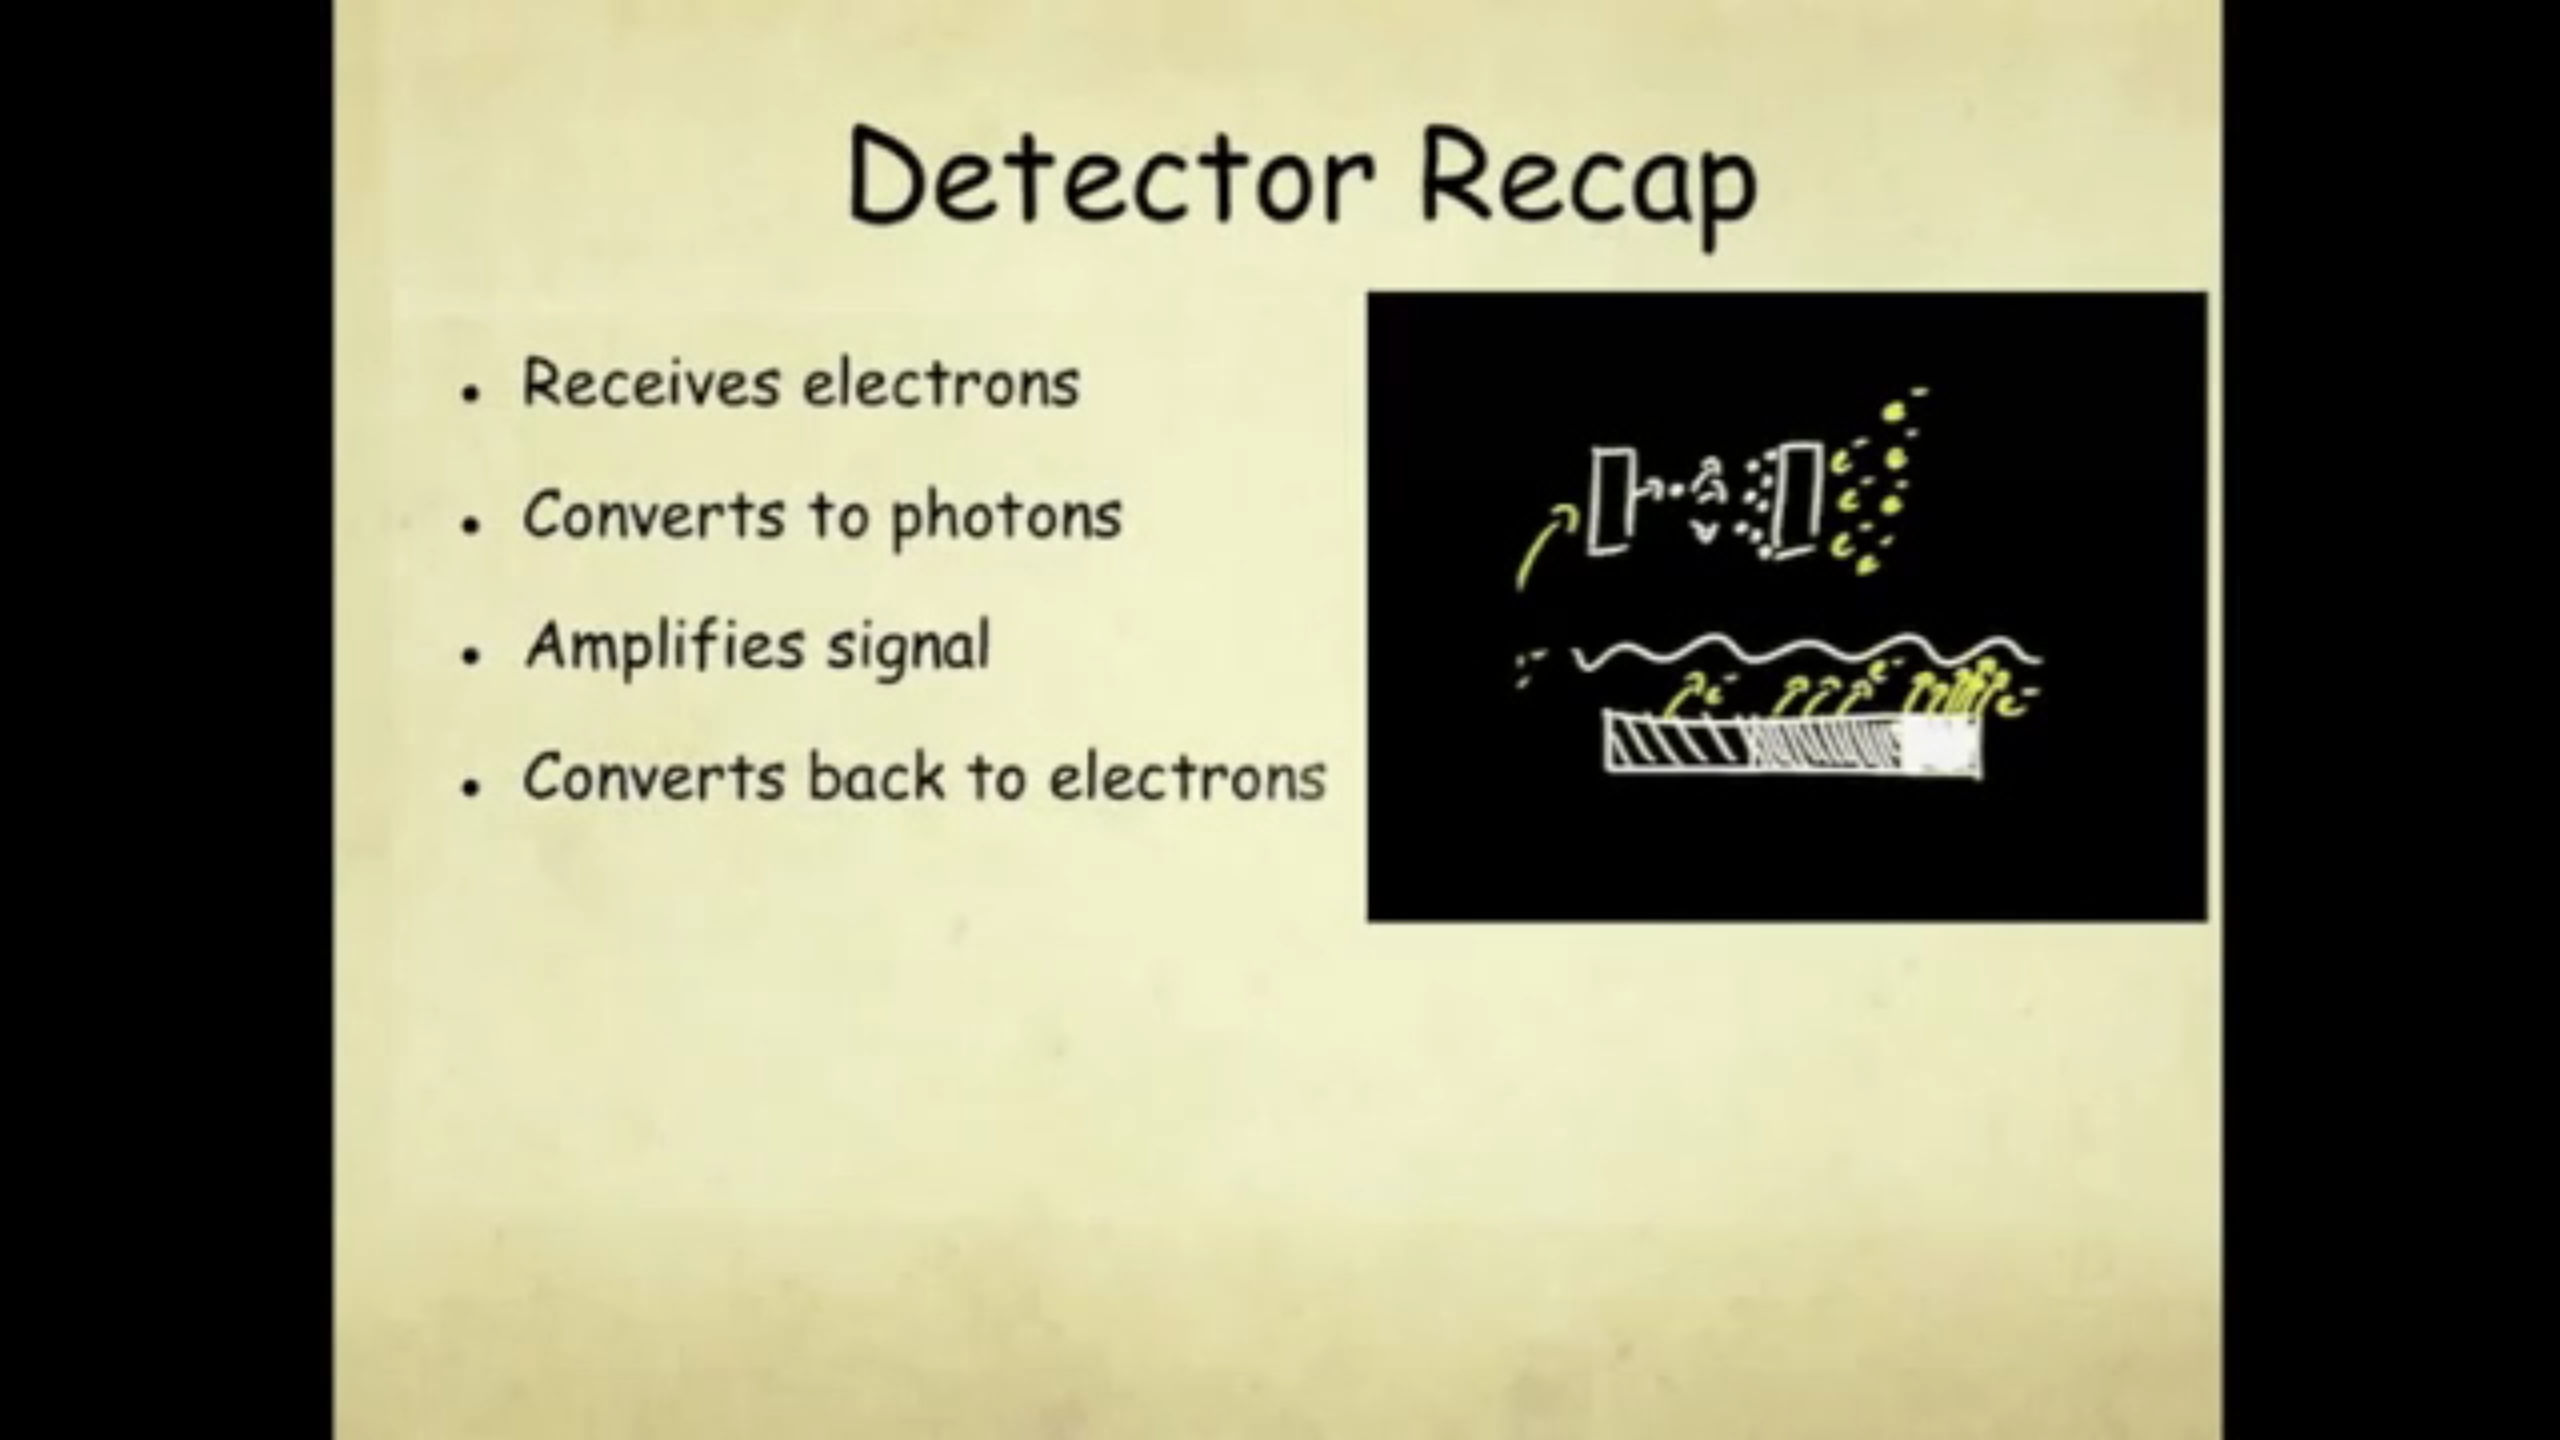 Detector Recap
• Receives electrons
• Converts to photons
• Amplifies signal
• Converts back to electrons
e-
e-
e-
e-
e-
e-